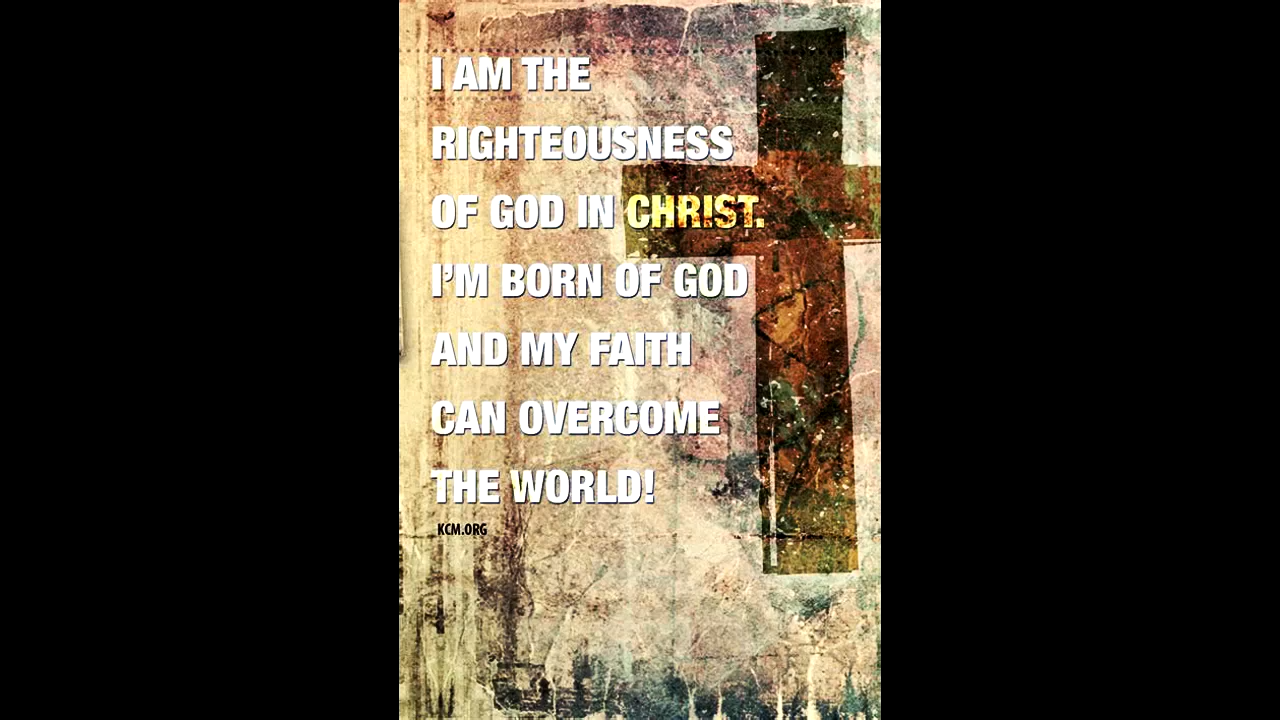 I AM THE
RIGHTEOUSNESS
OF GOD IN CHRIST.
I'M BORN OF GOD
AND MY FAITH
CAN OVERCOME
THE WORLD!
KCM.ORG